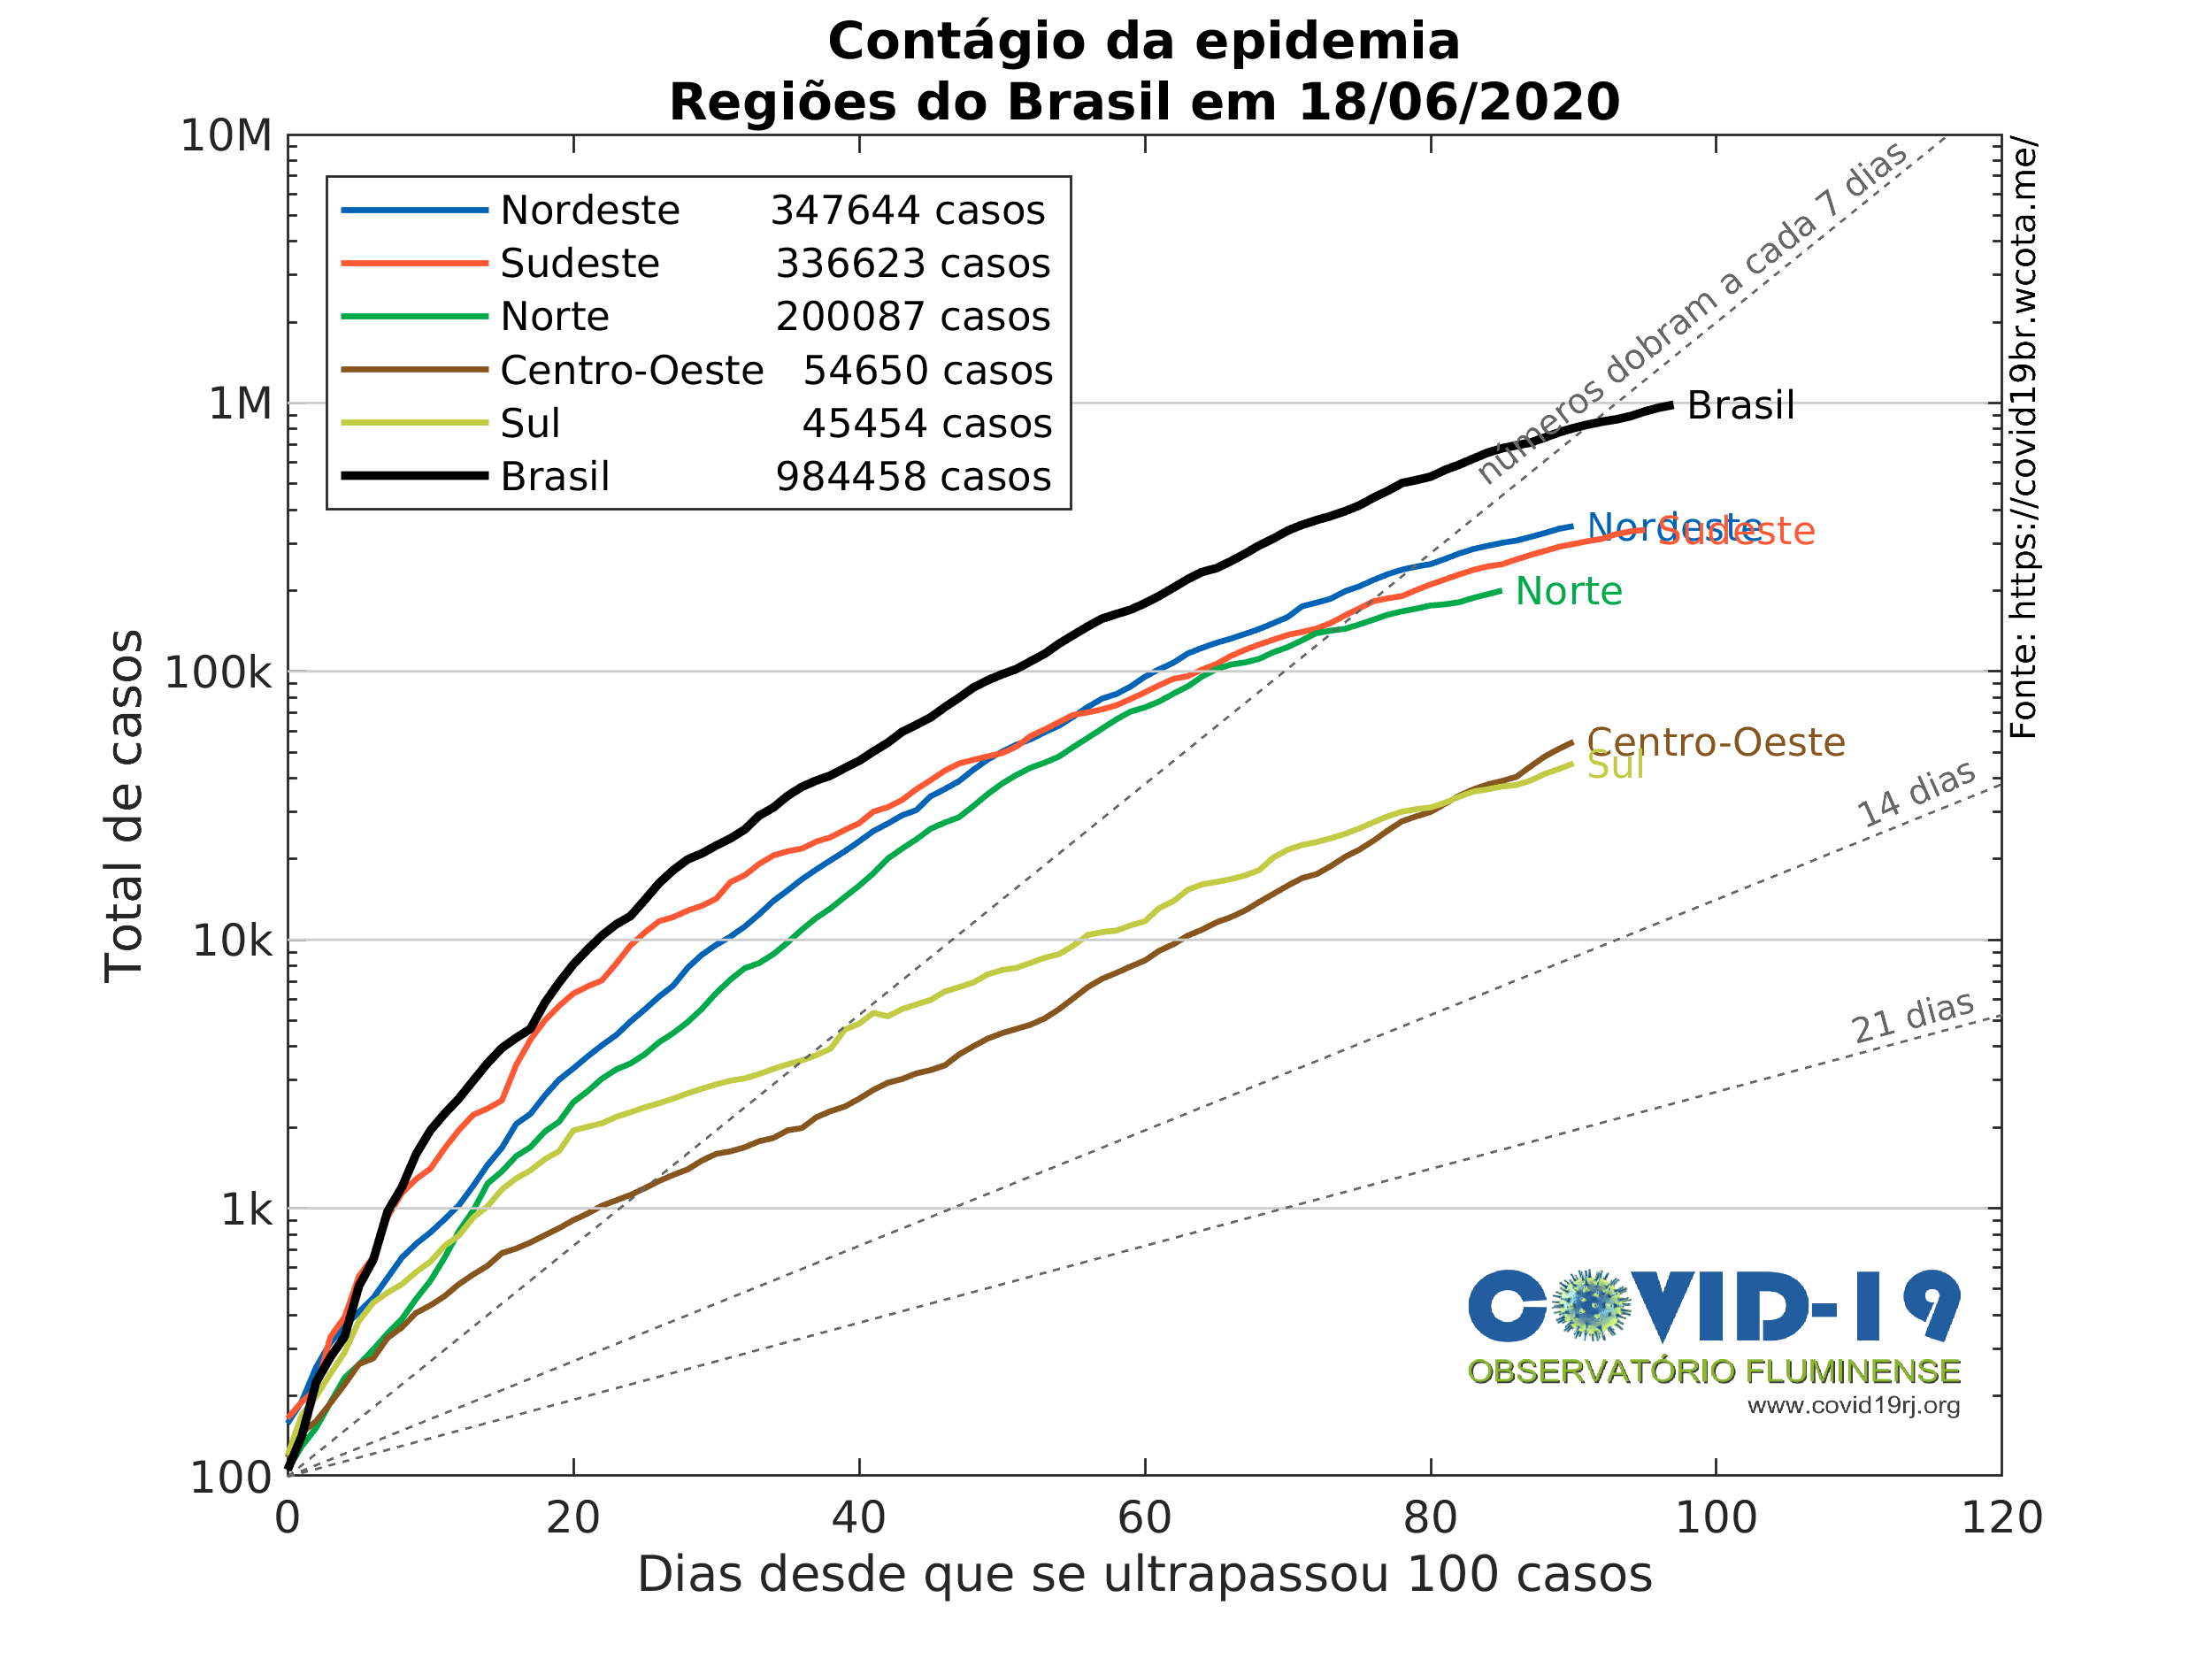 Contágio da epidemia
Regiões do Brasil em 18/06/2020
10M
1M
100k
10k
1k
100
Total de casos
Nordeste 347644 casos
Sudeste 336623 casos
Norte 200087 casos
Centro-Oeste 54650 casos
Sul 45454 casos
Brasil 984458 casos
números dobram a cada 7 dias
Brasil
Nordeste
Sudeste
Norte
Centro-Oeste
Sul
14 dias
21 dias
Fonte: https://covid19br.wcota.me/
COVID-19
OBSERVATÓRIO FLUMINENSE
www.covid19rj.org
0 20 40 60 80 100 120
Dias desde que se ultrapassou 100 casos